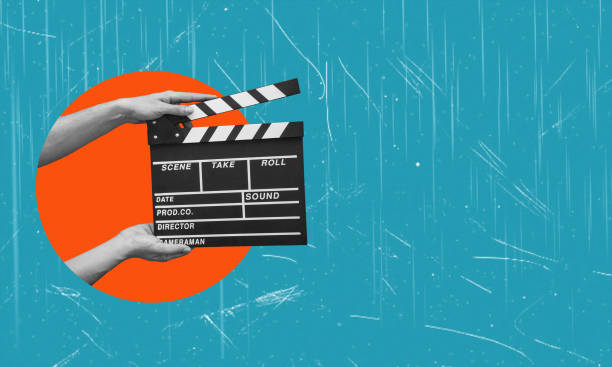 SCENE TAKE ROLL
DATE SOUND
PROD.CO.
DIRECTOR
CAMERAMAN